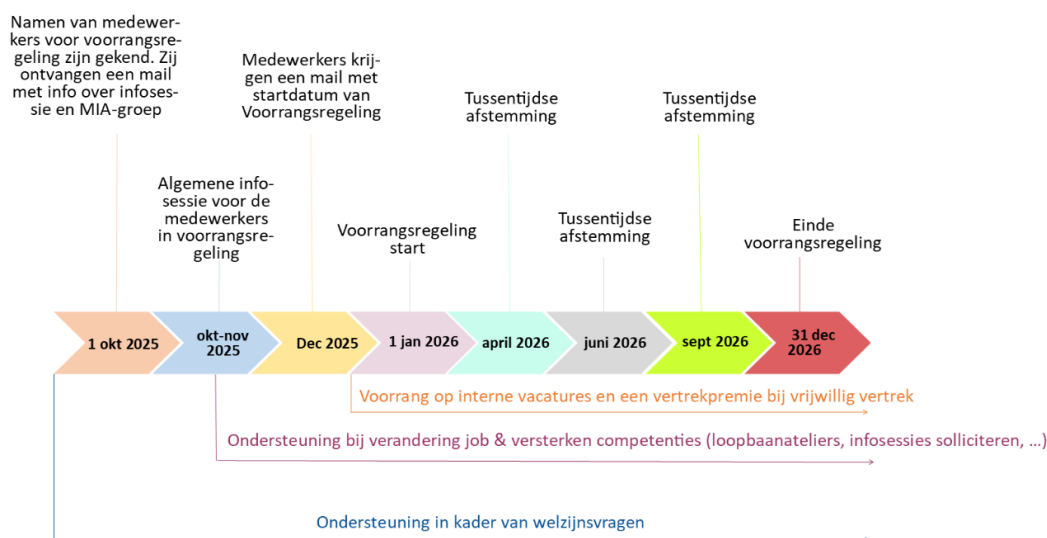 Namen van medewer-
kers voor voorrangsre-
geling zijn gekend. Zij
ontvangen een mail
met info over infoses-
sie en MIA-groep
Medewerkers krij-
gen een mail met
startdatum van
Voorrangsregeling
Tussentijdse
afstemming
Tussentijdse
afstemming
Algemene info-
sessie voor de
medewerkers
in voorrangsre-
geling
Voorrangsregeling
start
Tussentijdse
afstemming
Einde
voorrangsregeling
1 okt 2025
okt-nov
2025
Dec 2025
1 jan 2026
april 2026
juni 2026
sept 2026
31 dec
2026
Voorrang op interne vacatures en een vertrekpremie bij vrijwillig vertrek
Ondersteuning bij verandering job & versterken competenties (loopbaanateliers, infosessies solliciteren, ...)
Ondersteuning in kader van welzijnsvragen